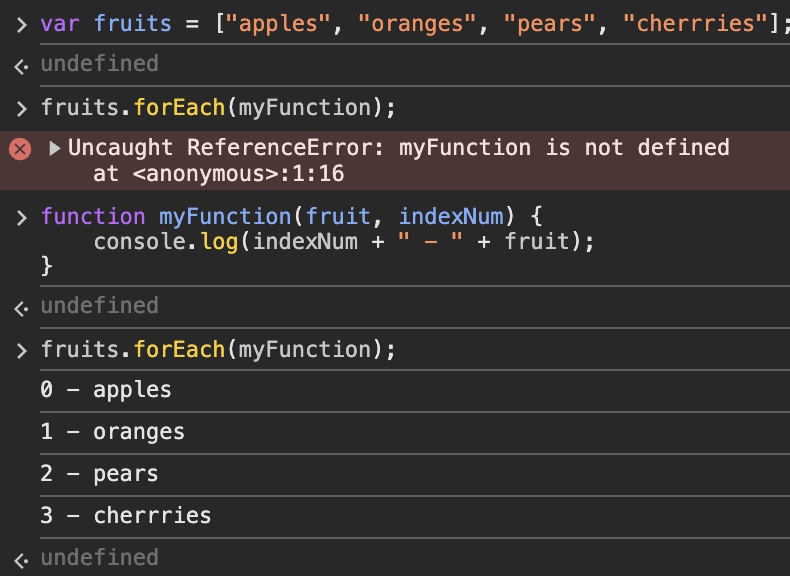 > var fruits = ["apples", "oranges", "pears", "cherrries"];
undefined
> fruits.forEach(myFunction);
Uncaught ReferenceError: myFunction is not defined
at <anonymous>:1:16
> function myFunction(fruit, indexNum) {
console.log(indexNum + " - " + fruit);
}
undefined
> fruits.forEach(myFunction);
0 - apples
1 - oranges
2 - pears
3 - cherrries
undefined